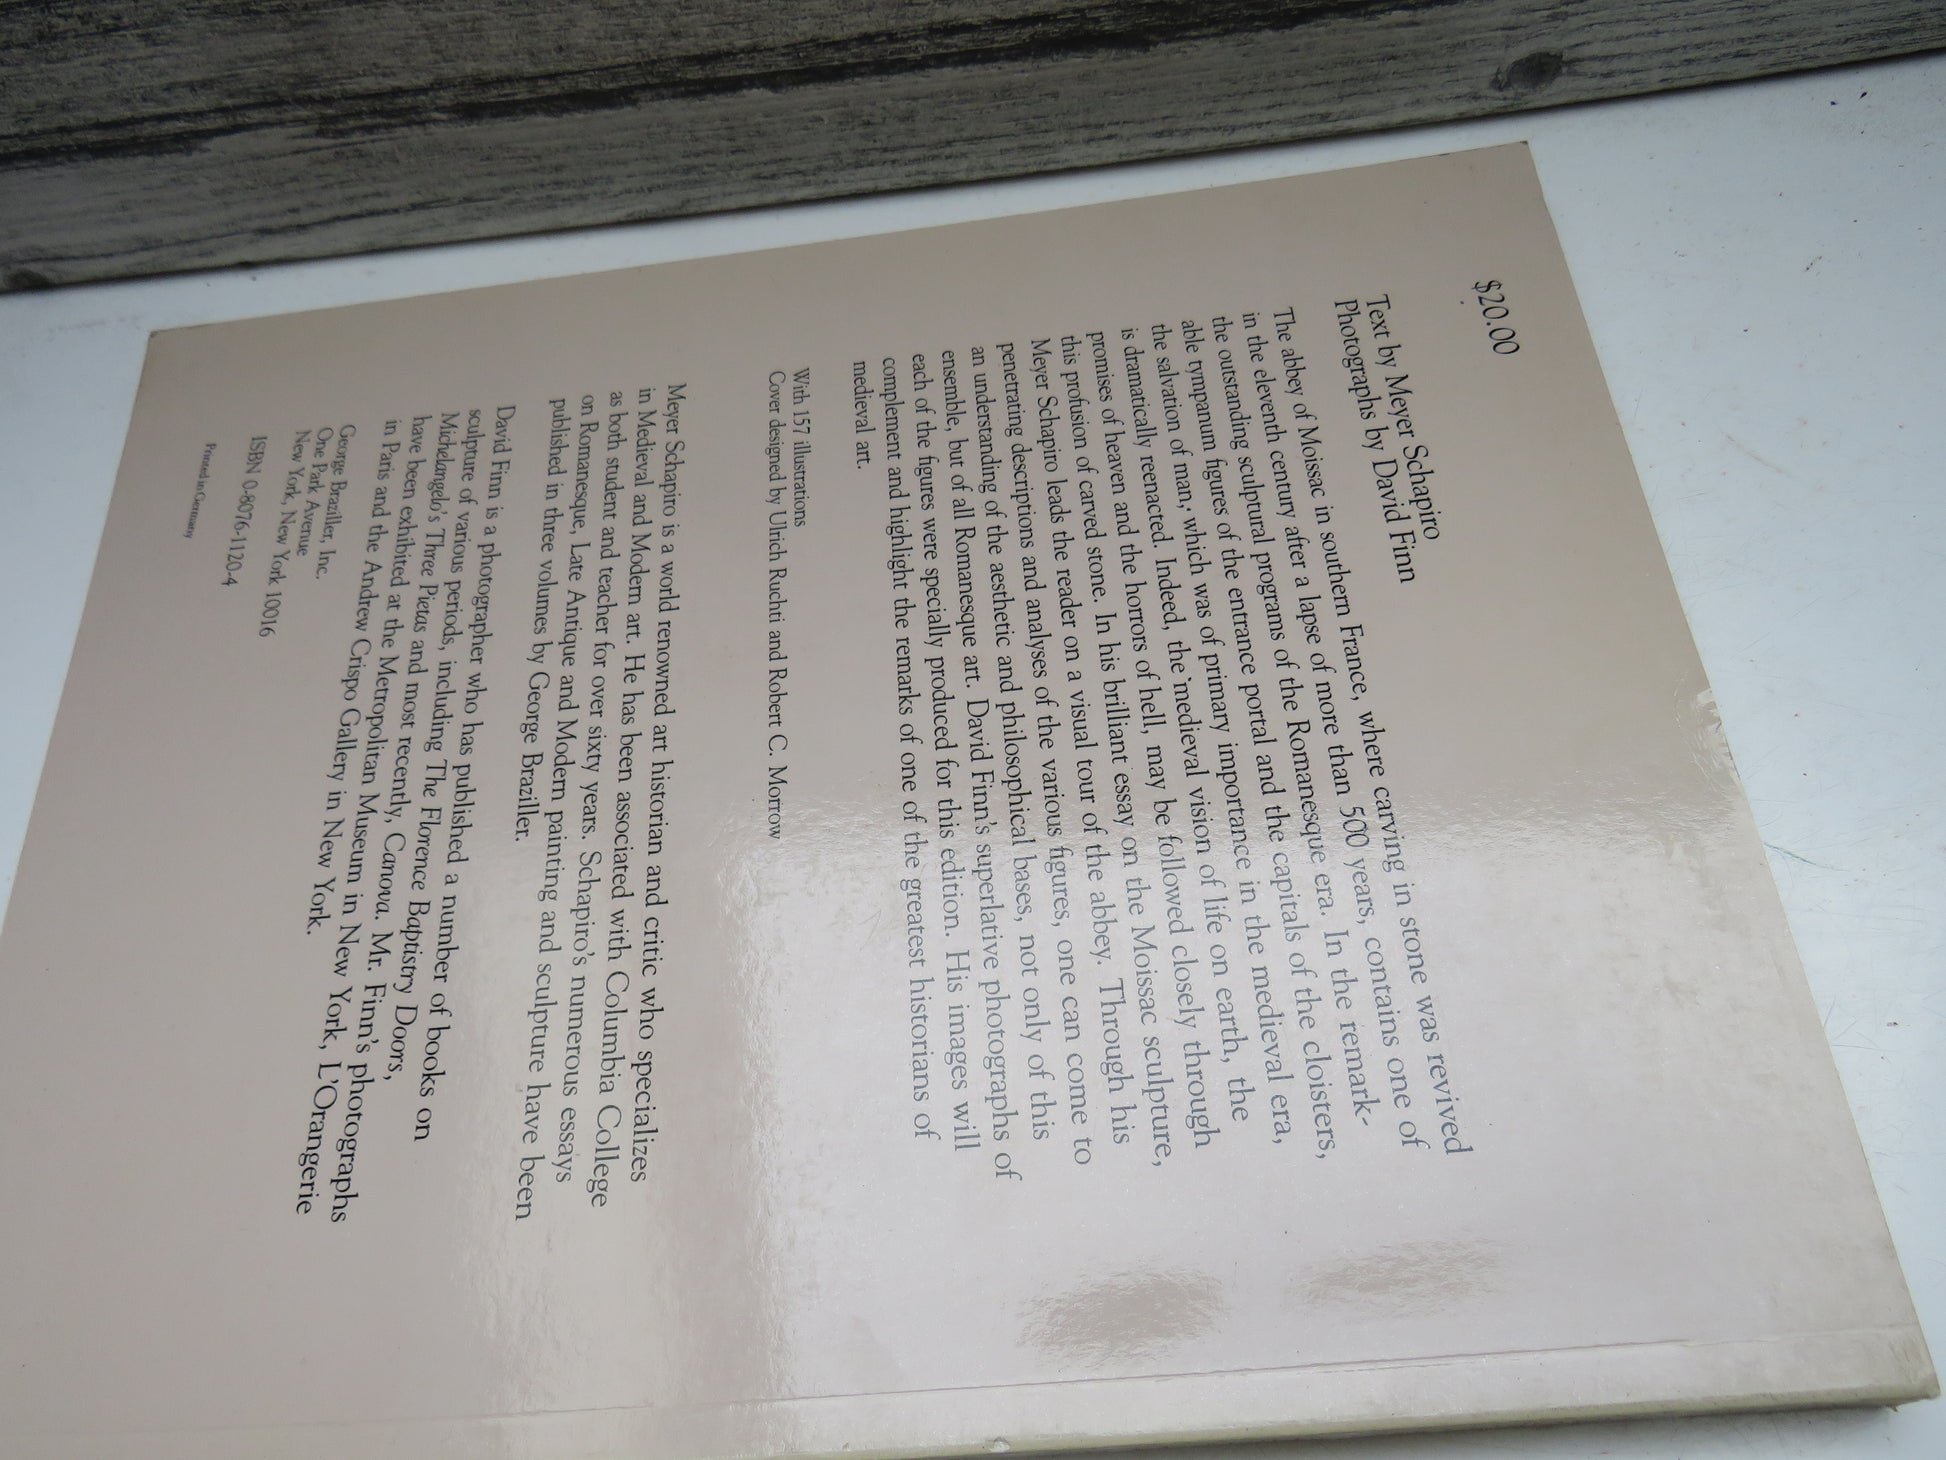 $20.00
Text by Meyer Schapiro
Photographs by David Finn
The abbey of Moissac in southern France, where carving in stone was revived
in the eleventh century after a lapse of more than 500 years, contains one of
the outstanding sculptural programs of the Romanesque era. In the remark-
able tympanum figures of the entrance portal and the capitals of the cloisters,
the salvation of man, which was of primary importance in the medieval era,
is dramatically reenacted. Indeed, the medieval vision of life on earth, the
promises of heaven and the horrors of hell, may be followed closely through
this profusion of carved stone. In his brilliant essay on the Moissac sculpture,
Meyer Schapiro leads the reader on a visual tour of the abbey. Through his
penetrating descriptions and analyses of the various figures, one can come to
an understanding of the aesthetic and philosophical bases, not only of this
ensemble, but of all Romanesque art. David Finn's superlative photographs of
each of the figures were specially produced for this edition. His images will
complement and highlight the remarks of one of the greatest historians of
medieval art.
With 157 illustrations
Cover designed by Ulrich Ruchti and Robert C. Morrow
Meyer Schapiro is a world renowned art historian and critic who specializes
in Medieval and Modern art. He has been associated with Columbia College
as both student and teacher for over sixty years. Schapiro's numerous essays
on Romanesque, Late Antique and Modern painting and sculpture have been
published in three volumes by George Braziller.
David Finn is a photographer who has published a number of books on
sculpture of various periods, including The Florence Baptistry Doors,
Michelangelo's Three Pietas and most recently, Canova. Mr. Finn's photographs
have been exhibited at the Metropolitan Museum in New York, L'Orangerie
in Paris and the Andrew Crispo Gallery in New York.
George Braziller, Inc.
One Park Avenue
New York, New York 10016
ISBN 0-8076-1120-4
Printed in Germany